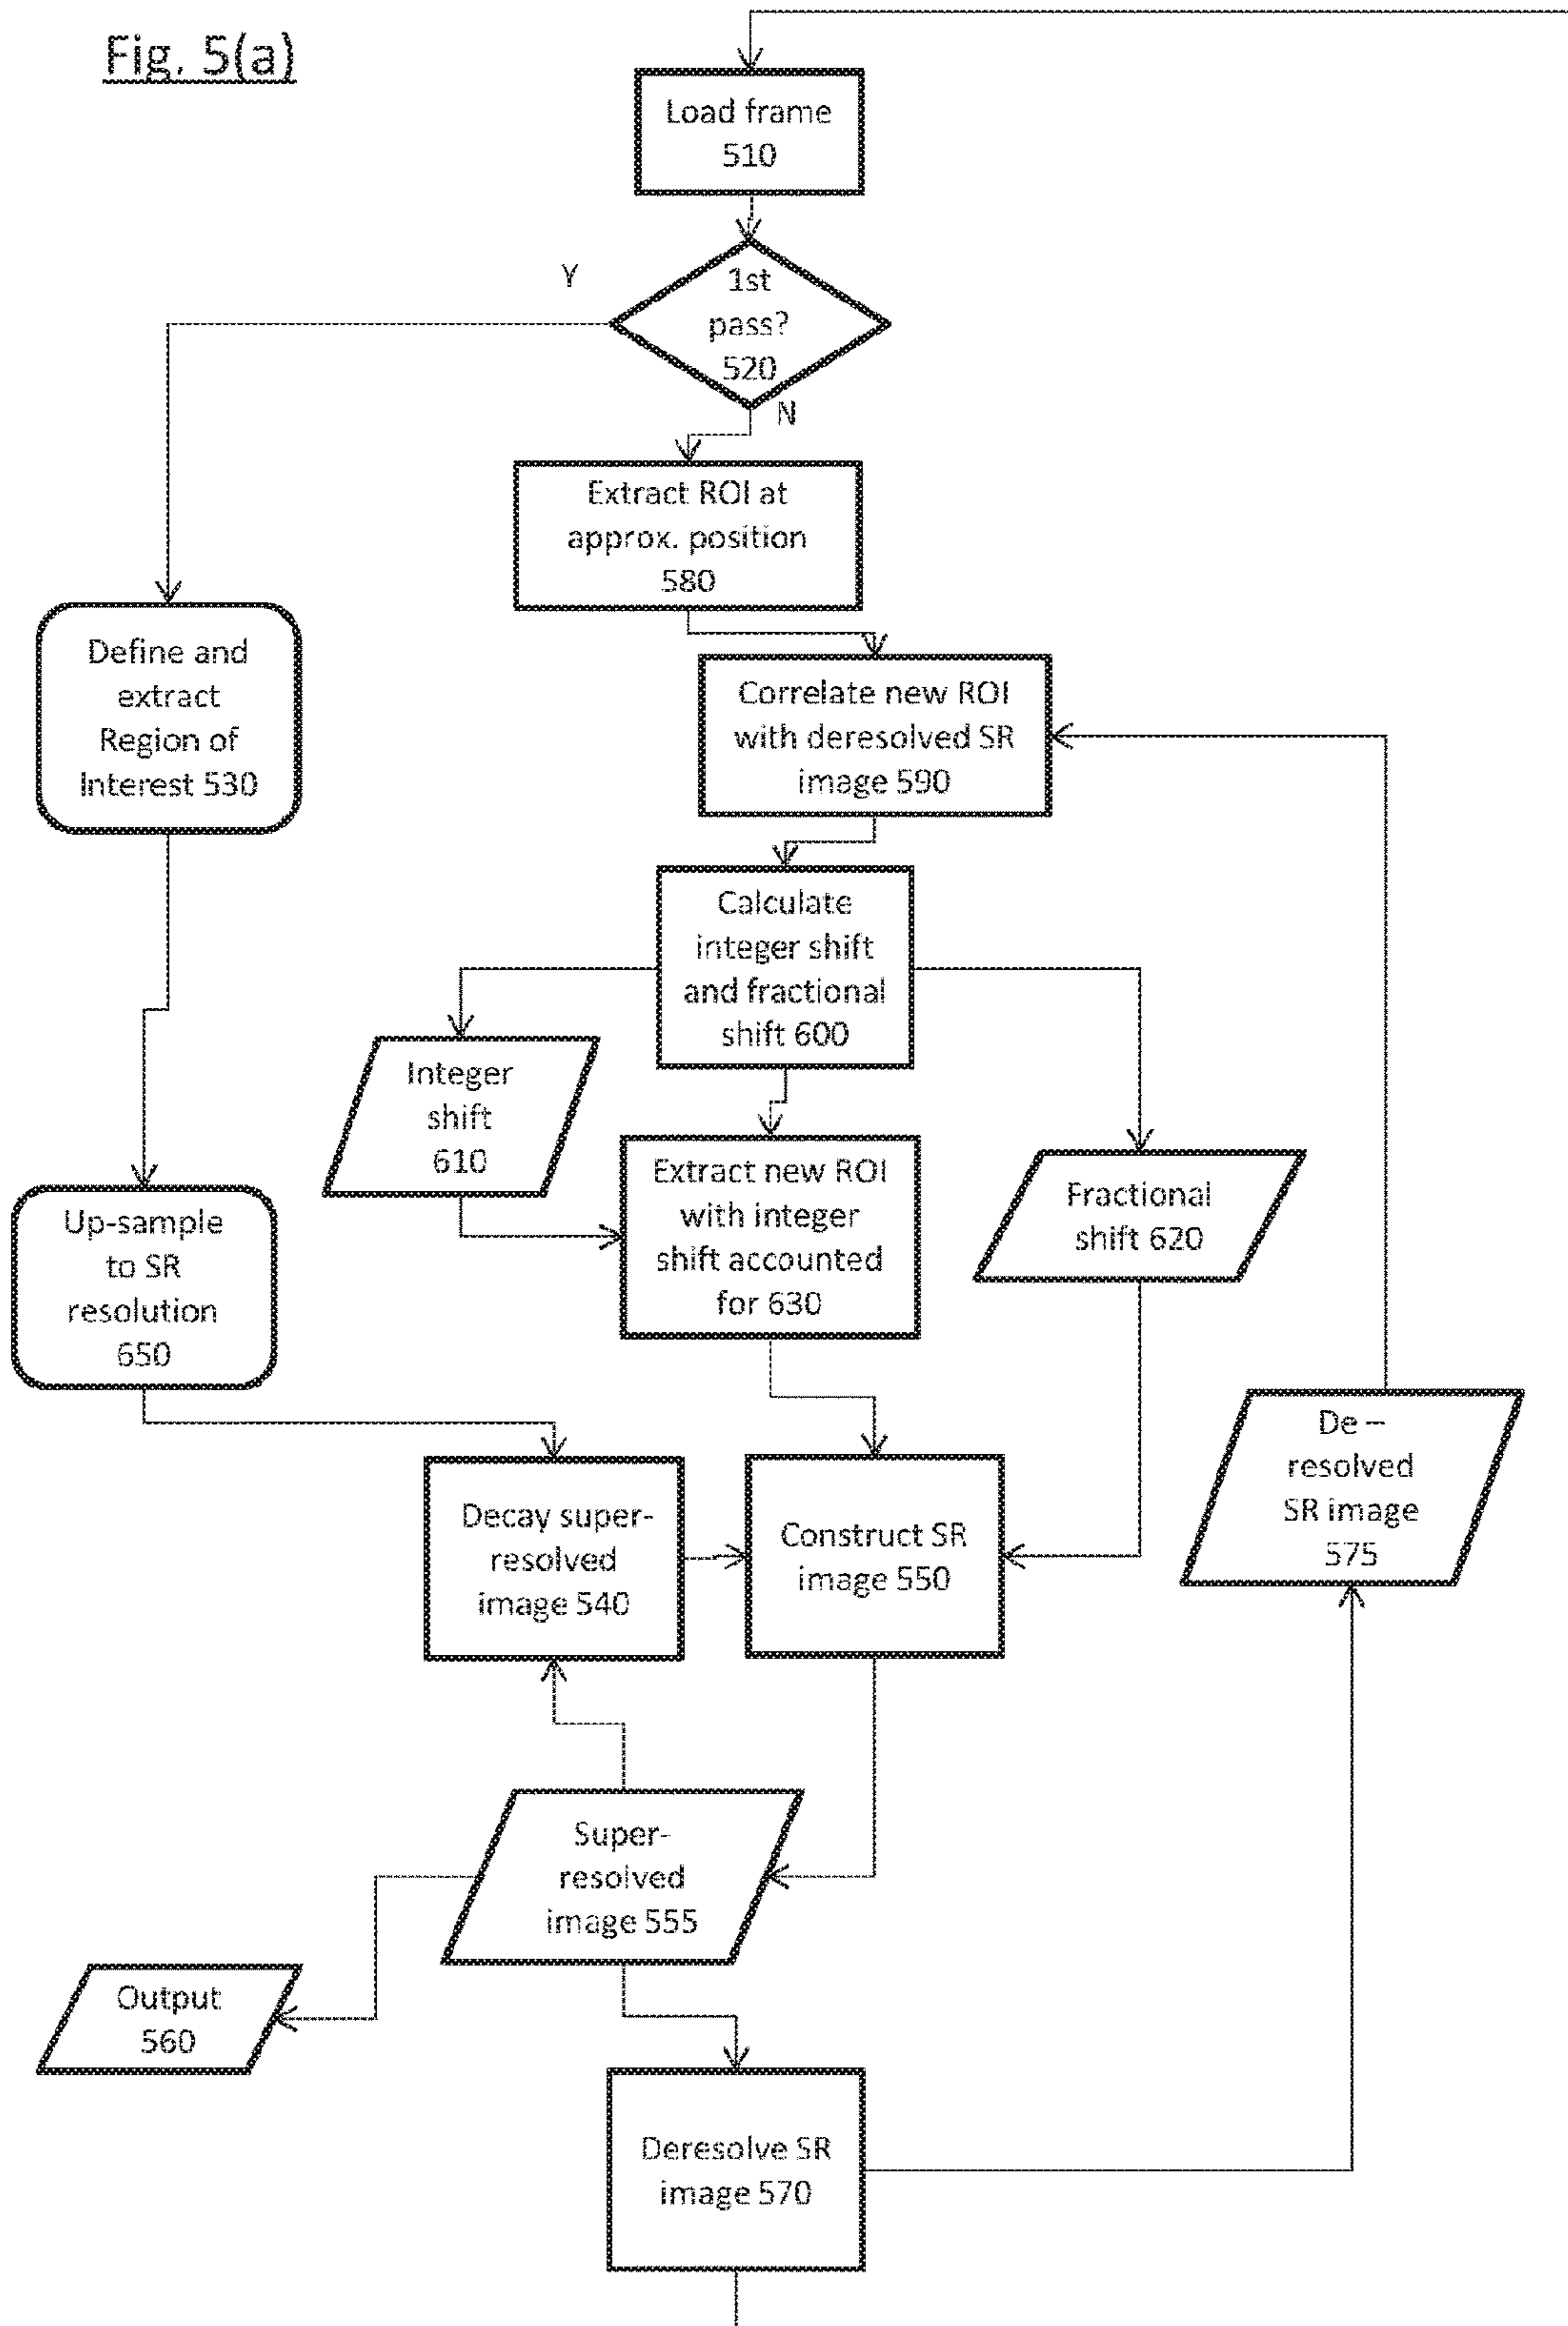 Fig. 5(a)
Load frame
510
1st
pass?
520
Y
N
Extract ROI at
approx. position
580
Define and
extract
Region of
Interest 530
Correlate new ROI
with deresolved SR
image 590
Calculate
integer shift
and fractional
shift 600
Integer
shift
610
Extract new ROI
with integer
shift accounted
for 630
Fractional
shift 620
Up-sample
to SR
resolution
650
De –
resolved
SR image
575
Decay super-
resolved
image 540
Construct SR
image 550
Super-
resolved
image 555
Output
560
Deresolve SR
image 570